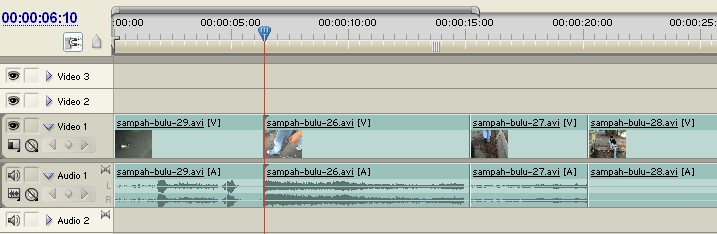 00:00:06:10
:00:00 00:00:05:00 00:00:10:00 00:00:15:00 00:00:20:00 00:00:25:
Video 3
Video 2
Video 1 sampah-bulu-29.avi [V] sampah-bulu-26.avi [V] sampah-bulu-27.avi [V] sampah-bulu-28.avi [V]
Audio 1 sampah-bulu-29.avi [A] sampah-bulu-26.avi [A] sampah-bulu-27.avi [A] sampah-bulu-28.avi [A]
L
R
Audio 2